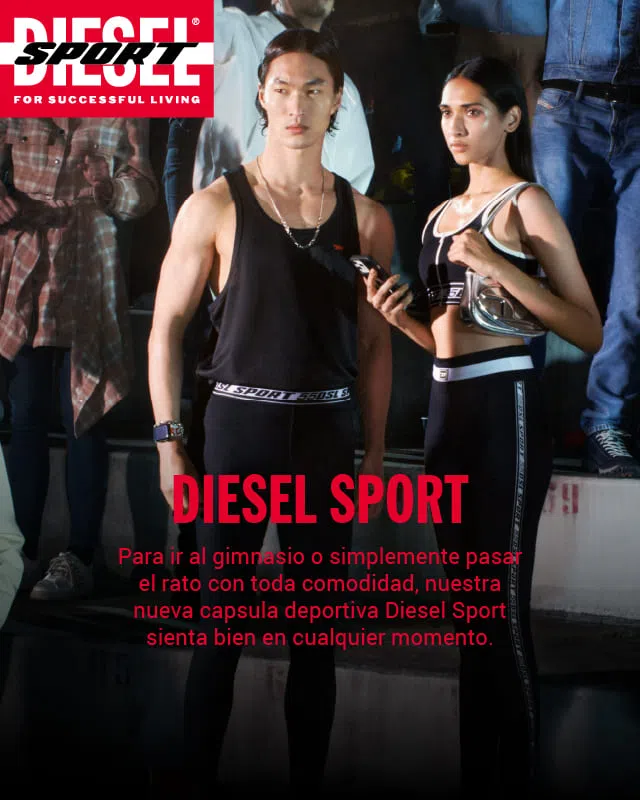 DIESEL®
SPORT
FOR SUCCESSFUL LIVING
SPORT
DIESEL SPORT
Para ir al gimnasio o simplemente pasar
el rato con toda comodidad, nuestra
nueva capsula deportiva Diesel Sport
sienta bien en cualquier momento.